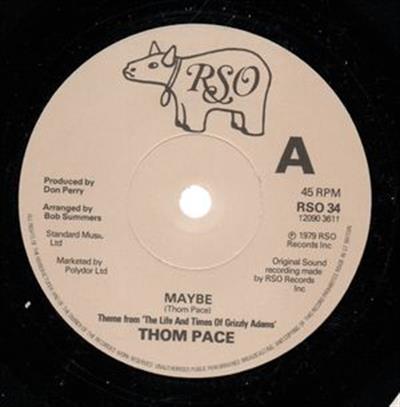 RSO
A
Produced by
Don Perry
Arranged by
Bob Summers
Standard Music
Ltd
Marketed by
Polydor Ltd
45 RPM
RSO 34
12090 3611
℗ 1979 RSO
Records Inc
Original Sound
recording made
by RSO Records
Inc
MAYBE
(Thom Pace)
Theme from 'The Life And Times Of Grizzly Adams'
THOM PACE